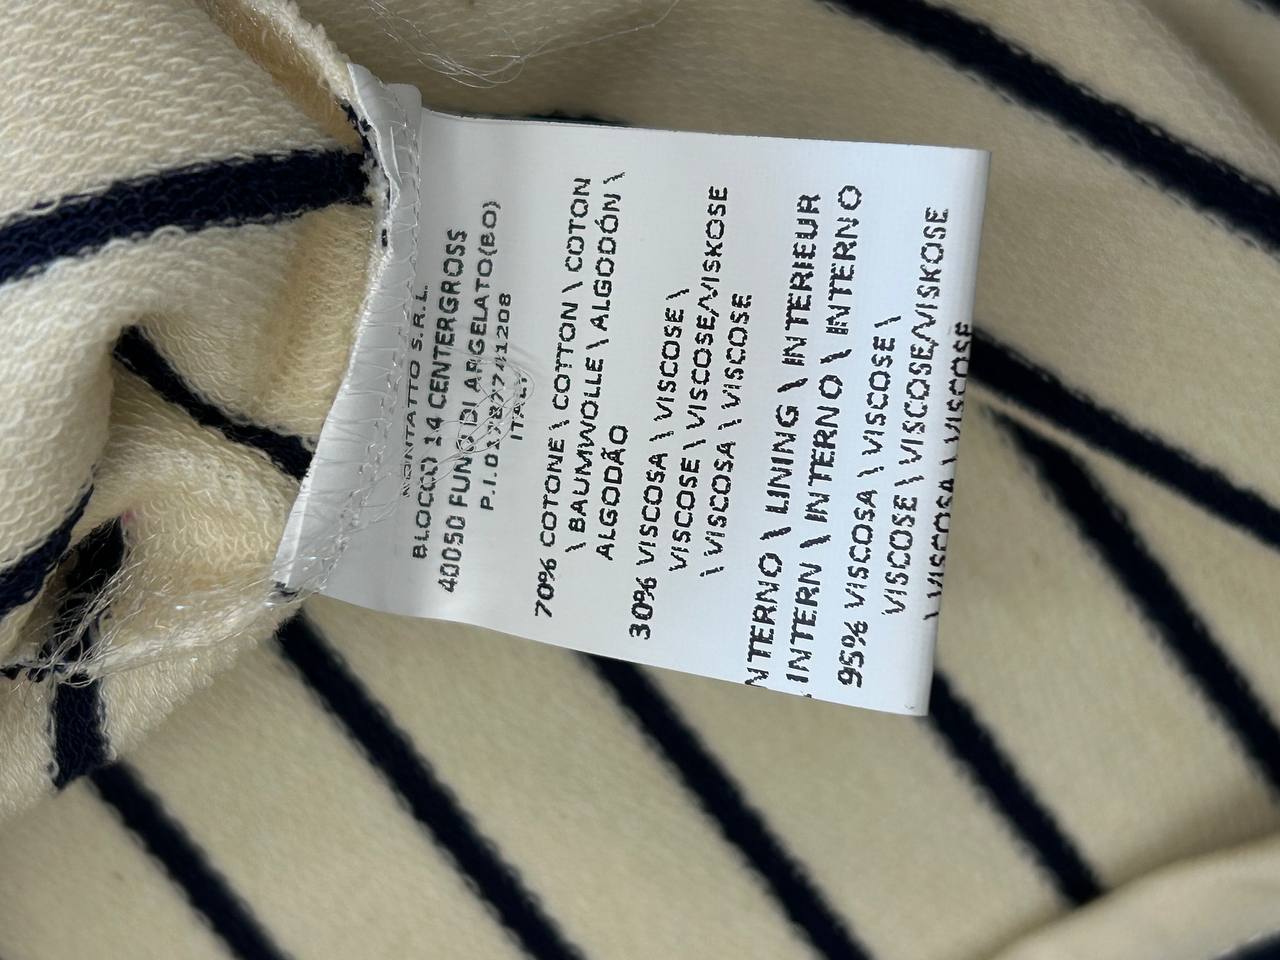 MONTATTO S.R.L.
BLOCCO 14 CENTERGROSS
40050 FUNO DI ARGELATO(BO)
P.I.01787741208
ITALY
70% COTONE \ COTTON \ COTON
\ BAUMWOLLE \ ALGODÓN \
ALGODÃO
30% VISCOSA \ VISCOSE \
VISCOSE \ VISCOSE/VISKOSE
\ VISCOSA \ VISCOSE
NTERNO \ LINING \ INTERIEUR
INTERN \ INTERNO \ INTERNO
95% VISCOSA \ VISCOSE \
VISCOSE \ VISCOSE/VISKOSE
\ VISCOSA \ VISCOSE